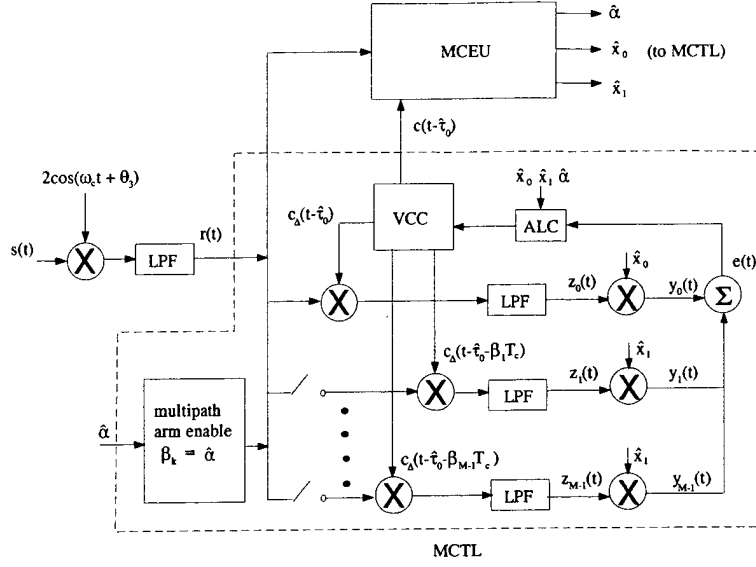 α̂
MCEU
x̂₀ (to MCTL)
x̂₁
c(t-τ̂₀)
2cos(ω_c t + θ₃)
x̂₀ x̂₁ α̂
VCC
ALC
c_Δ(t-τ̂₀)
s(t)
X
LPF
r(t)
e(t)
x̂₀
X
LPF
z₀(t)
X
y₀(t)
Σ
c_Δ(t-τ̂₀-β₁T_c)
x̂₁
X
LPF
z₁(t)
X
y₁(t)
α̂
multipath
arm enable
β_k = α̂
c_Δ(t-τ̂₀-β_{M-1}T_c)
x̂₁
X
LPF
z_{M-1}(t)
X
y_{M-1}(t)
MCTL